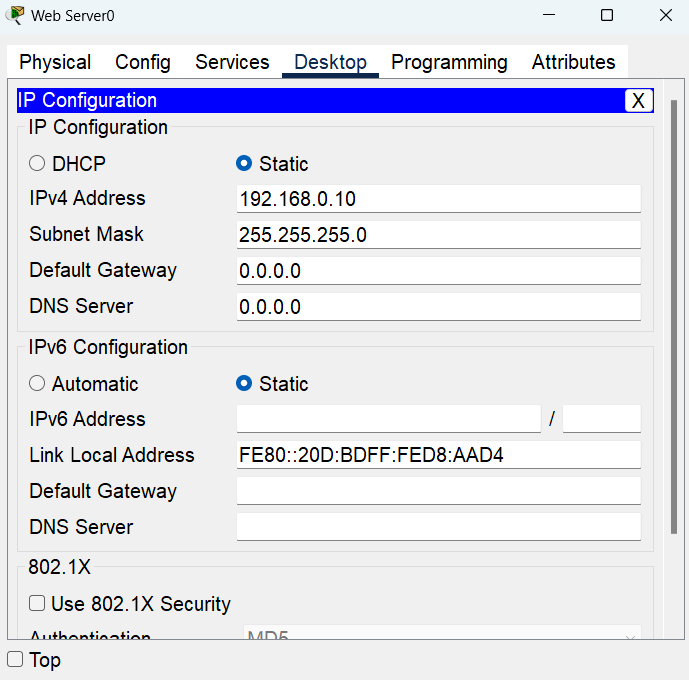 Web Server0
Physical Config Services Desktop Programming Attributes
IP Configuration X
IP Configuration
DHCP Static
IPv4 Address 192.168.0.10
Subnet Mask 255.255.255.0
Default Gateway 0.0.0.0
DNS Server 0.0.0.0
IPv6 Configuration
Automatic Static
IPv6 Address /
Link Local Address FE80::20D:BDFF:FED8:AAD4
Default Gateway
DNS Server
802.1X
Use 802.1X Security
Authentication MD5
Top